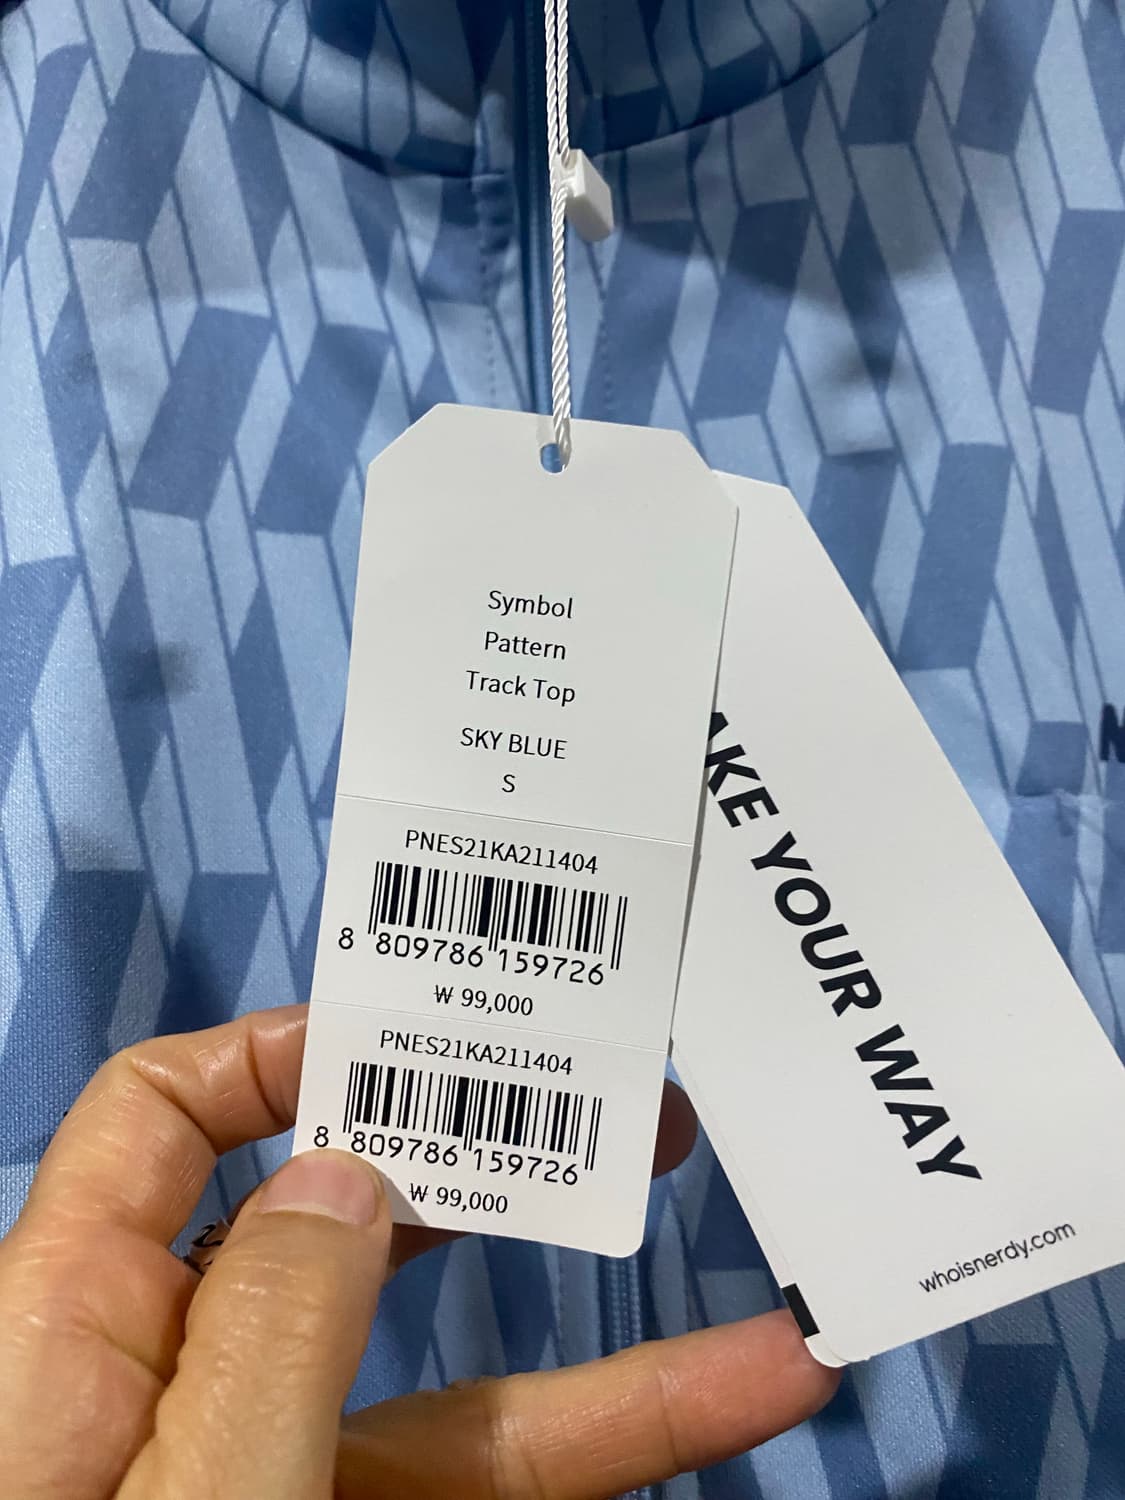 Symbol
Pattern
Track Top
SKY BLUE
S
PNES21KA211404
8 809786 159726
₩ 99,000
PNES21KA211404
8 809786 159726
₩ 99,000
AKE YOUR WAY
whoisnerdy.com